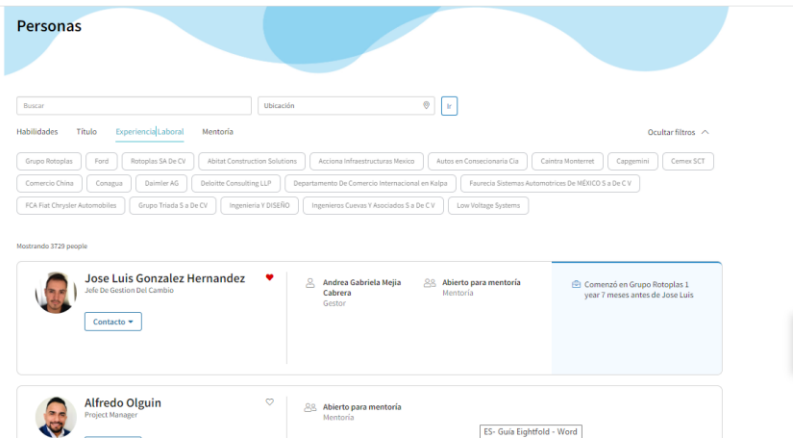 Personas
Buscar
Ubicación
Ir
Habilidades Título Experiencia Laboral Mentoría Ocultar filtros
Grupo Rotoplas Ford Rotoplas SA De CV Abitat Construction Solutions Acciona Infraestructuras Mexico Autos en Consecionaria Cia Caintra Monterret Capgemini Cemex SCT
Comercio China Conagua Daimler AG Deloitte Consulting LLP Departamento De Comercio Internacional en Kalpa Faurecia Sistemas Automotrices De MÉXICO S a De C V
FCA Fiat Chrysler Automobiles Grupo Triada S a De CV Ingenieria Y DISEÑO Ingenieros Cuevas Y Asociados S a De C V Low Voltage Systems
Mostrando 3729 people
Jose Luis Gonzalez Hernandez
Jefe De Gestion Del Cambio
Contacto
Andrea Gabriela Mejia
Cabrera
Gestor
Abierto para mentoría
Mentoría
Comenzó en Grupo Rotoplas 1
year 7 meses antes de Jose Luis
Alfredo Olguin
Project Manager
Abierto para mentoría
Mentoría
ES- Guía Eightfold - Word